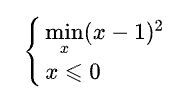 min(x − 1)²
x
x ⩽ 0